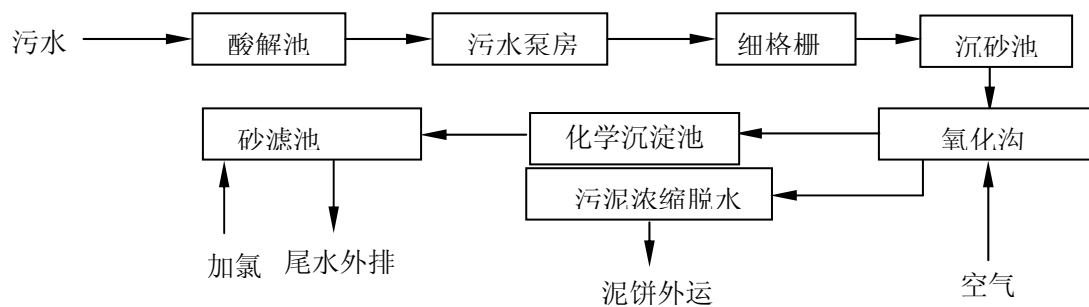 污水
酸解池
污水泵房
细格栅
沉砂池
砂滤池
化学沉淀池
氧化沟
污泥浓缩脱水
加氯
尾水外排
泥饼外运
空气